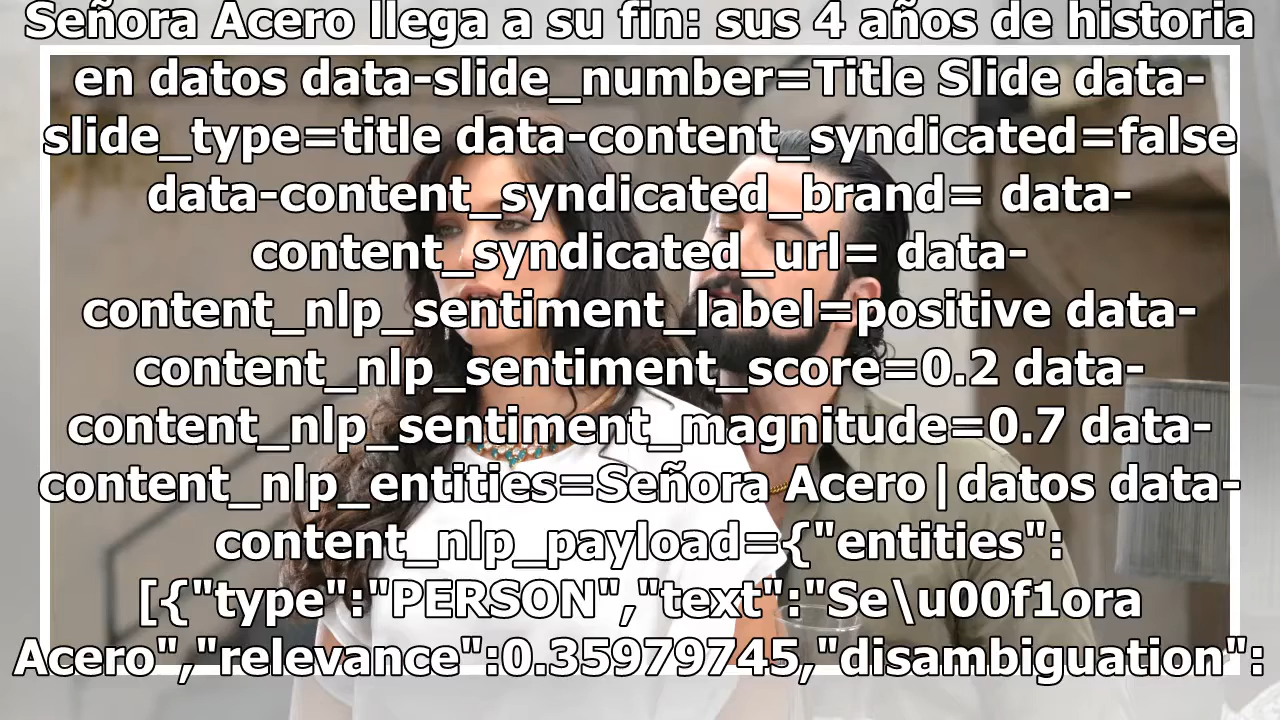 Señora Acero llega a su fin: sus 4 años de historia
en datos data-slide_number=Title Slide data-
slide_type=title data-content_syndicated=false
data-content_syndicated_brand= data-
content_syndicated_url= data-
content_nlp_sentiment_label=positive data-
content_nlp_sentiment_score=0.2 data-
content_nlp_sentiment_magnitude=0.7 data-
content_nlp_entities=Señora Acero|datos data-
content_nlp_payload={"entities":
[{"type":"PERSON","text":"Se\u00f1ora
Acero","relevance":0.35979745,"disambiguation":